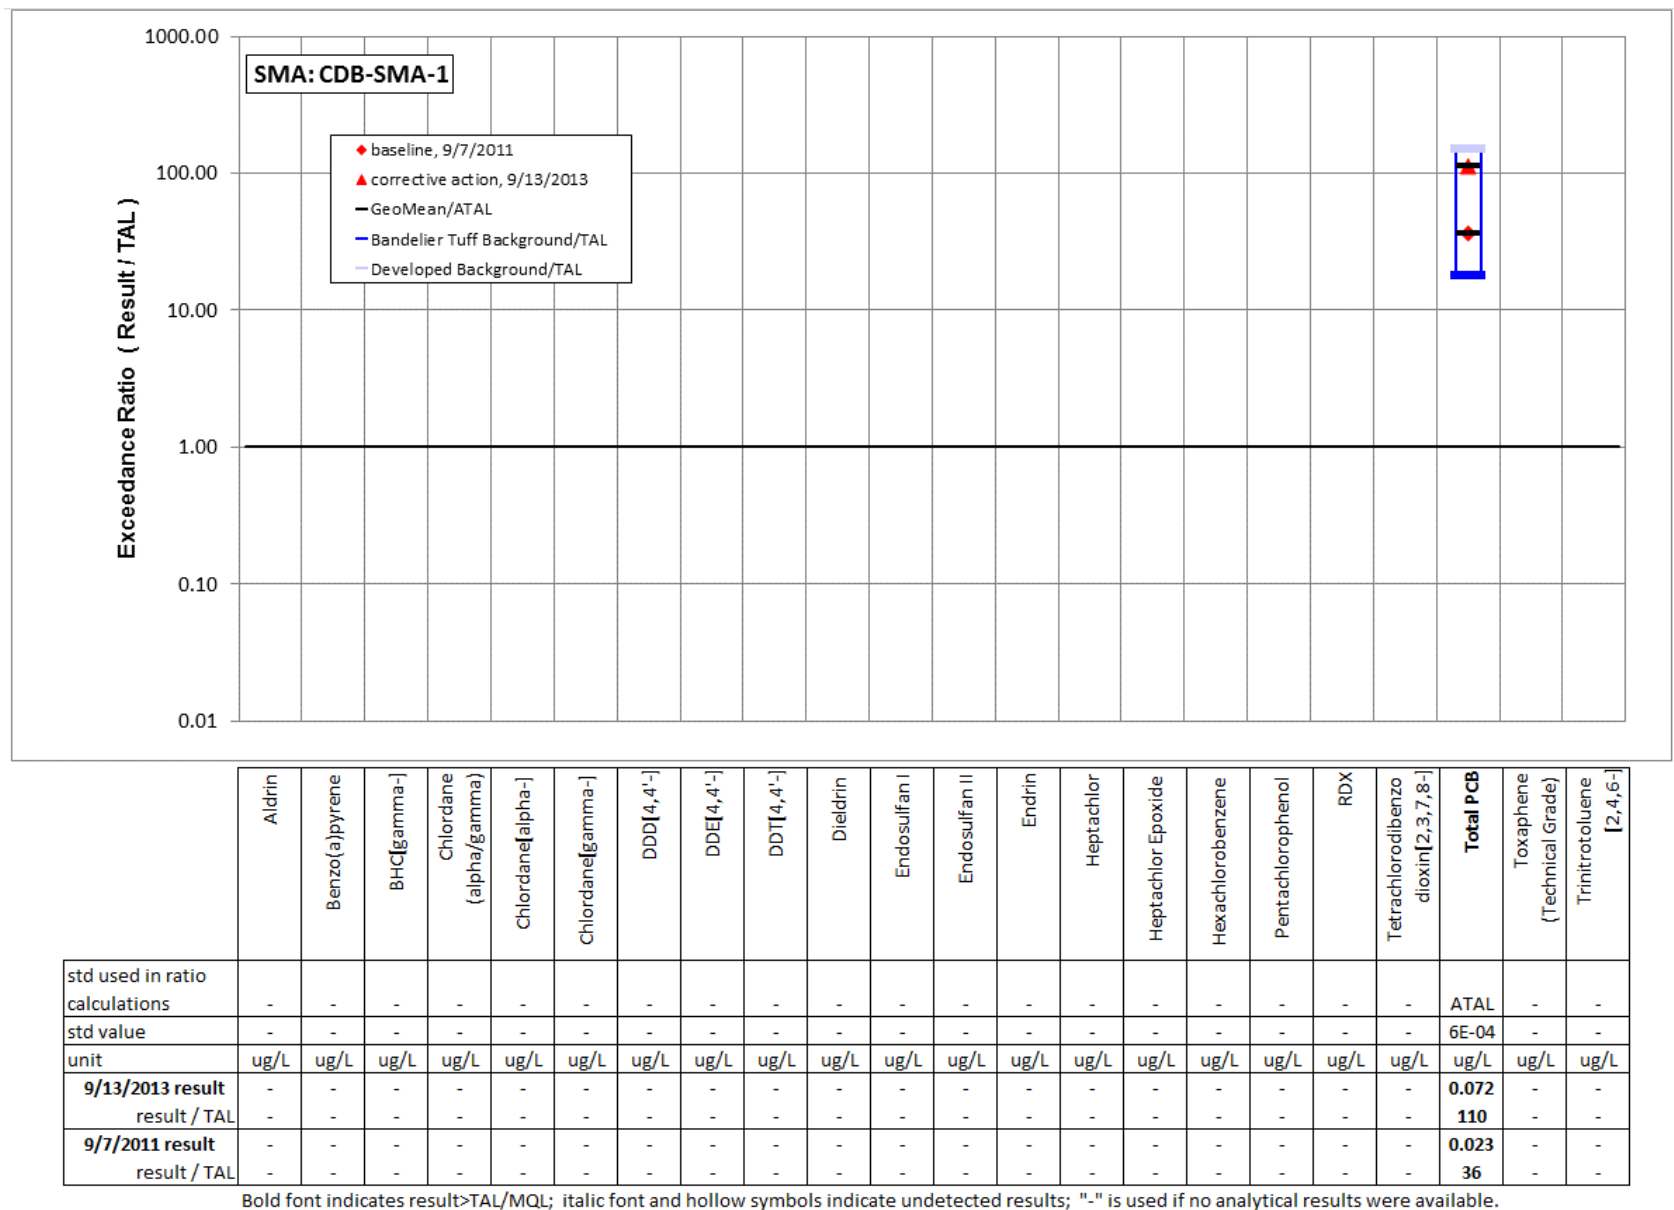 1000.00
SMA: CDB-SMA-1
baseline, 9/7/2011
corrective action, 9/13/2013
GeoMean/ATAL
Bandelier Tuff Background/TAL
Developed Background/TAL
100.00
10.00
1.00
0.10
0.01
Exceedance Ratio ( Result / TAL )
Aldrin
Benzo(a)pyrene
BHC[gamma-]
Chlordane
(alpha/gamma)
Chlordane[alpha-]
Chlordane[gamma-]
DDD[4,4'-]
DDE[4,4'-]
DDT[4,4'-]
Dieldrin
Endosulfan I
Endosulfan II
Endrin
Heptachlor
Heptachlor Epoxide
Hexachlorobenzene
Pentachlorophenol
RDX
Tetrachlorodibenzo
dioxin[2,3,7,8-]
Total PCB
Toxaphene
(Technical Grade)
Trinitrotoluene
[2,4,6-]
std used in ratio
calculations - - - - - - - - - - - - - - - - - - - ATAL - -
std value - - - - - - - - - - - - - - - - - - - 6E-04 - -
unit ug/L ug/L ug/L ug/L ug/L ug/L ug/L ug/L ug/L ug/L ug/L ug/L ug/L ug/L ug/L ug/L ug/L ug/L ug/L ug/L ug/L ug/L
9/13/2013 result - - - - - - - - - - - - - - - - - - - 0.072 - -
result / TAL - - - - - - - - - - - - - - - - - - - 110 - -
9/7/2011 result - - - - - - - - - - - - - - - - - - - 0.023 - -
result / TAL - - - - - - - - - - - - - - - - - - - 36 - -
Bold font indicates result>TAL/MQL; italic font and hollow symbols indicate undetected results; "-" is used if no analytical results were available.